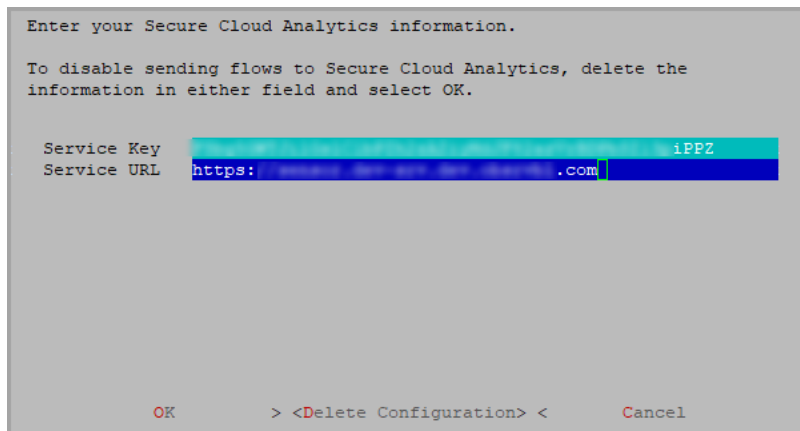 Enter your Secure Cloud Analytics information.
To disable sending flows to Secure Cloud Analytics, delete the
information in either field and select OK.
Service Key iPPZ
Service URL https: .com
OK > <Delete Configuration> < Cancel